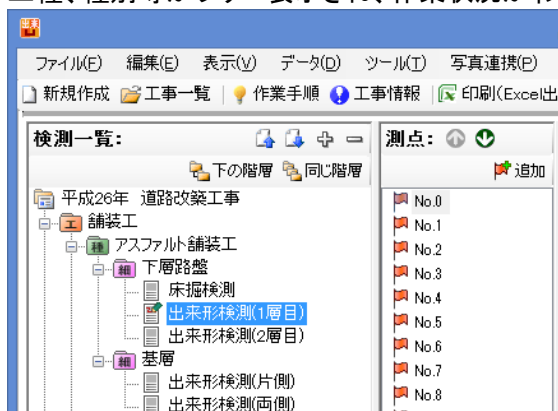 ファイル(F) 編集(E) 表示(V) データ(D) ツール(T) 写真連携(P)
新規作成 工事一覧 作業手順 工事情報 印刷(Excel出
検測一覧:
下の階層 同じ階層
平成26年 道路改築工事
工 舗装工
種 アスファルト舗装工
細 下層路盤
床掘検測
出来形検測(1層目)
出来形検測(2層目)
細 基層
出来形検測(片側)
出来形検測(両側)
測点:
追加
No.0
No.1
No.2
No.3
No.4
No.5
No.6
No.7
No.8